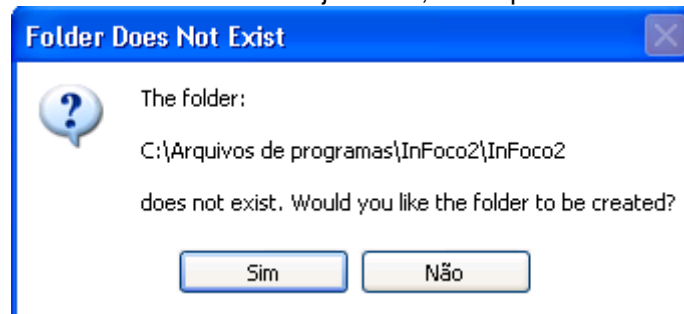 Folder Does Not Exist
The folder:
C:\Arquivos de programas\InFoco2\InFoco2
does not exist. Would you like the folder to be created?
Sim
Não